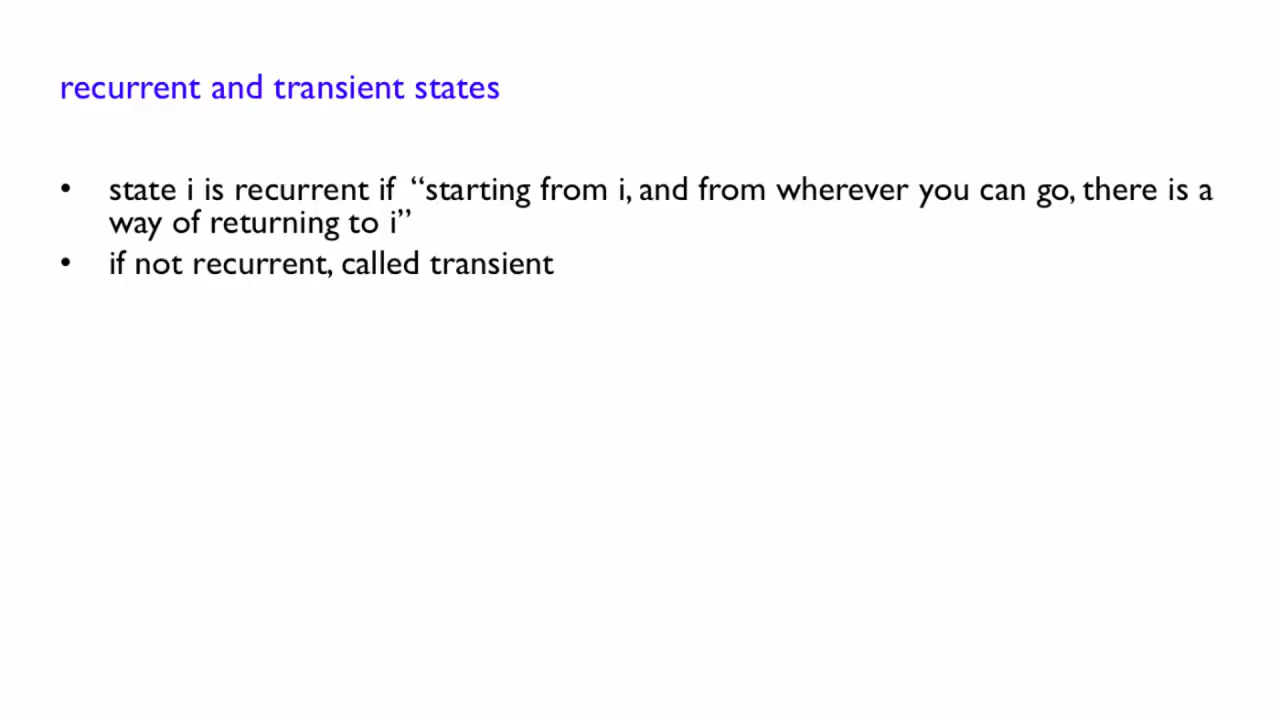 recurrent and transient states
• state i is recurrent if “starting from i, and from wherever you can go, there is a
way of returning to i”
• if not recurrent, called transient